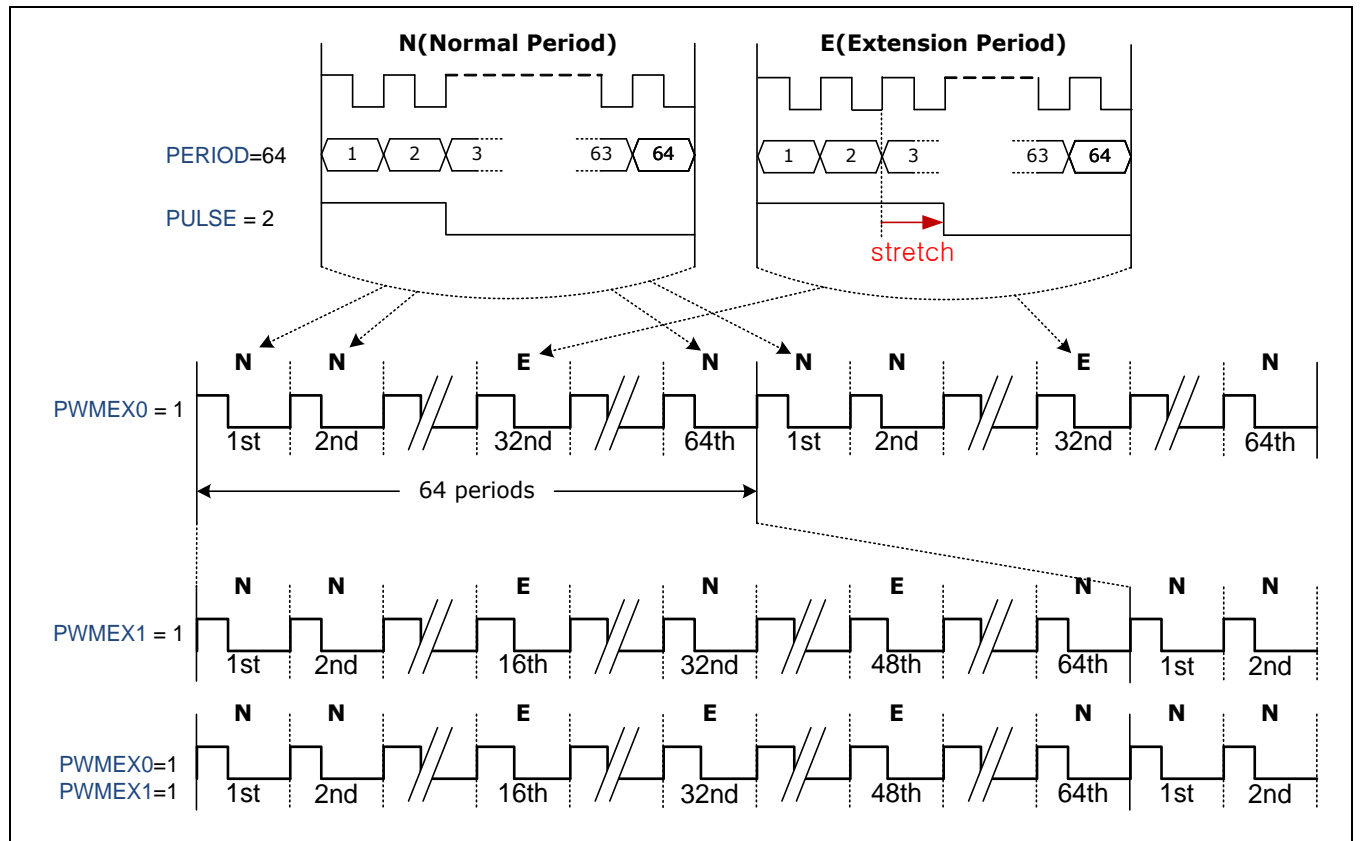 N(Normal Period) E(Extension Period)
PERIOD=64 1 2 3 63 64 1 2 3 63 64
PULSE = 2
stretch
N N E N N N E N
PWMEX0 = 1
1st 2nd 32nd 64th 1st 2nd 32nd 64th
64 periods
N N E N E N N N
PWMEX1 = 1
1st 2nd 16th 32nd 48th 64th 1st 2nd
N N E E E N N N
PWMEX0=1
PWMEX1=1
1st 2nd 16th 32nd 48th 64th 1st 2nd